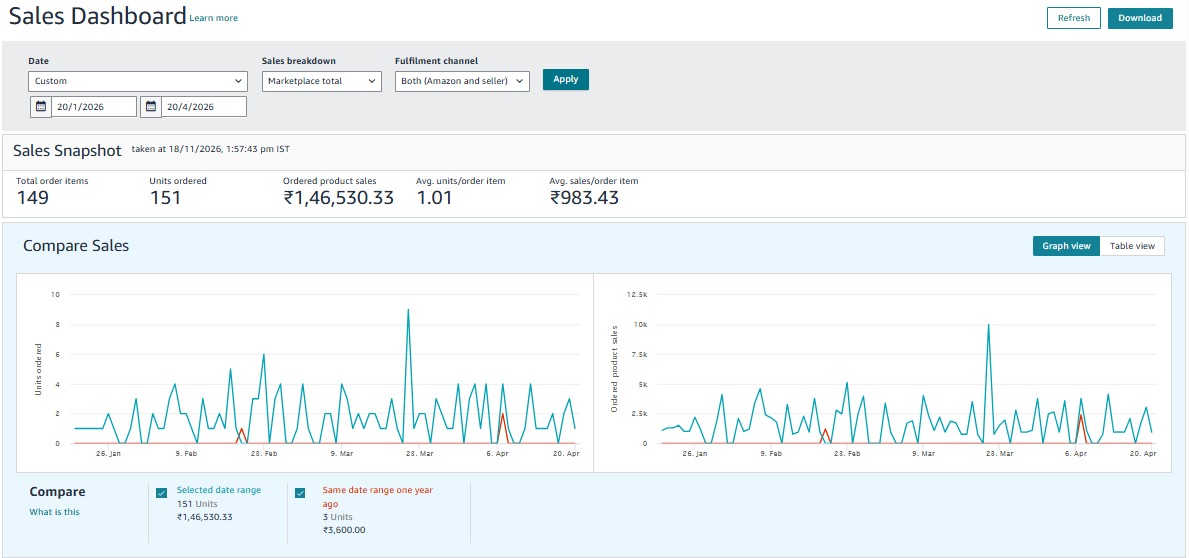 Sales Dashboard Learn more
Refresh Download
Date Sales breakdown Fulfilment channel
Custom Marketplace total Both (Amazon and seller) Apply
20/1/2026 20/4/2026
Sales Snapshot taken at 18/11/2026, 1:57:43 pm IST
Total order items Units ordered Ordered product sales Avg. units/order item Avg. sales/order item
149 151 ₹1,46,530.33 1.01 ₹983.43
Compare Sales
Graph view Table view
Units ordered
10
8
6
4
2
0
26. Jan 9. Feb 23. Feb 9. Mar 23. Mar 6. Apr 20. Apr
Ordered product sales
12.5k
10k
7.5k
5k
2.5k
0
26. Jan 9. Feb 23. Feb 9. Mar 23. Mar 6. Apr 20. Apr
Compare
What is this
Selected date range
151 Units
₹1,46,530.33
Same date range one year
ago
3 Units
₹3,600.00